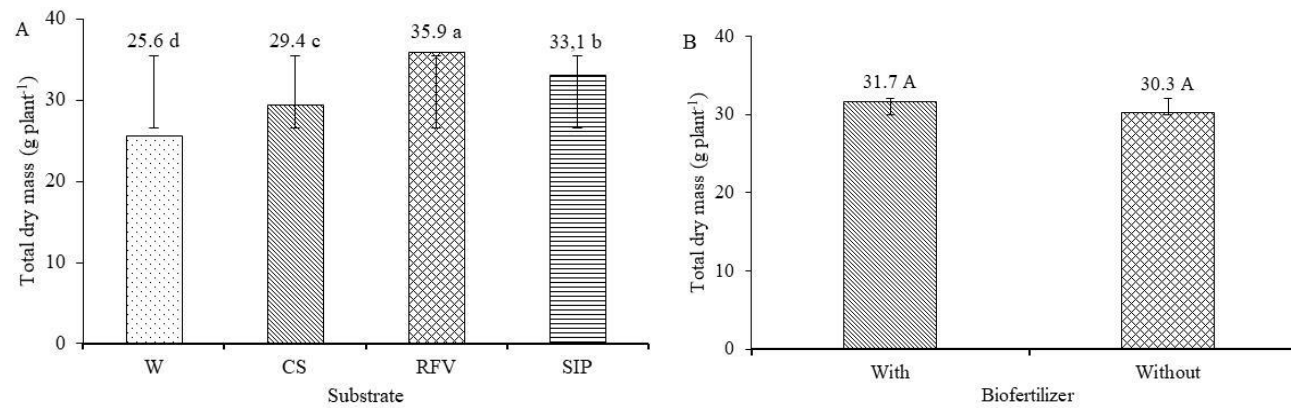 A
Total dry mass (g plant⁻¹)
40
30
20
10
0
25.6 d
29.4 c
35.9 a
33,1 b
W
CS
RFV
SIP
Substrate
B
Total dry mass (g plant⁻¹)
40
30
20
10
0
31.7 A
30.3 A
With
Without
Biofertilizer